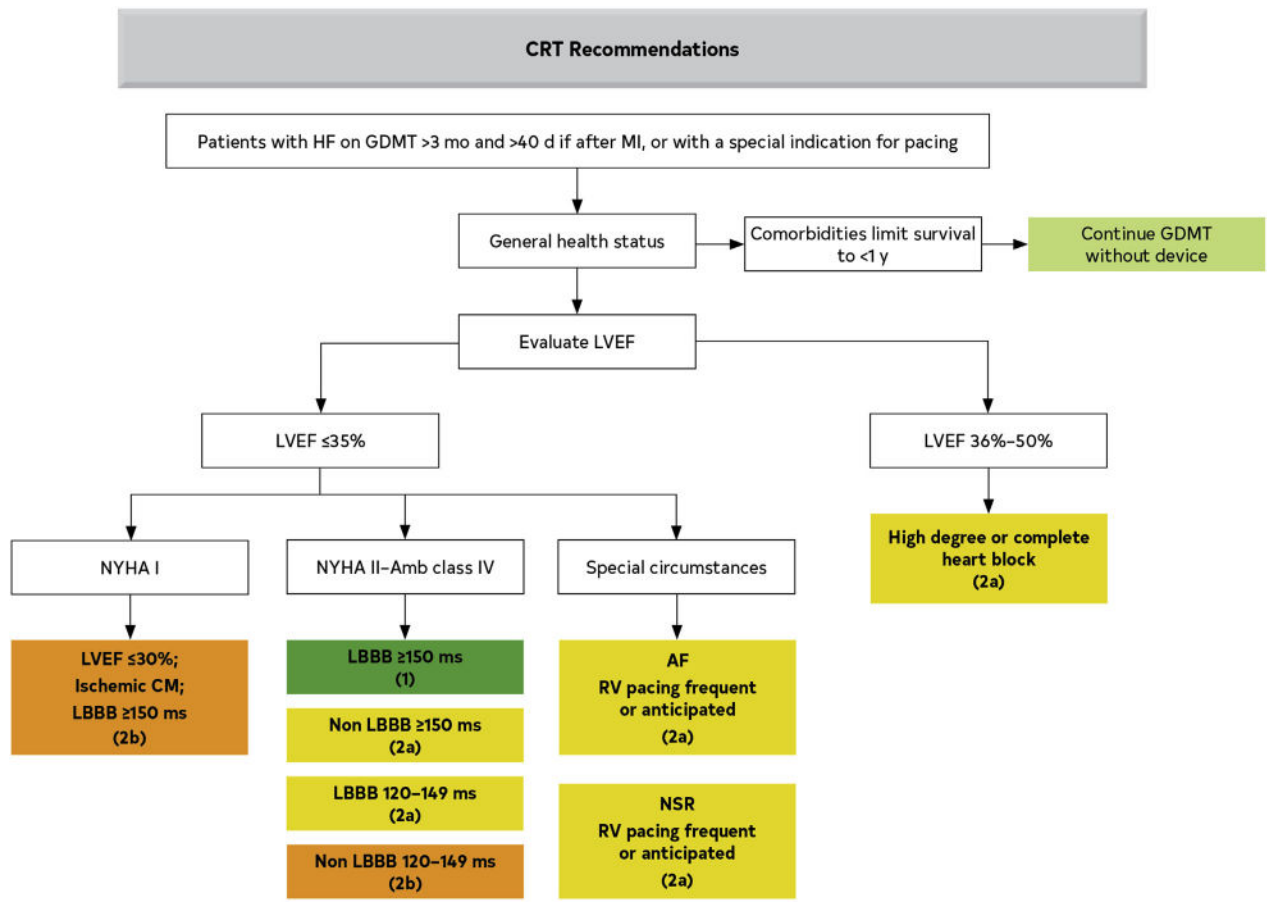 CRT Recommendations
Patients with HF on GDMT >3 mo and >40 d if after MI, or with a special indication for pacing
General health status
Comorbidities limit survival
to <1 y
Continue GDMT
without device
Evaluate LVEF
LVEF ≤35%
LVEF 36%–50%
NYHA I
NYHA II–Amb class IV
Special circumstances
High degree or complete
heart block
(2a)
LVEF ≤30%;
Ischemic CM;
LBBB ≥150 ms
(2b)
LBBB ≥150 ms
(1)
Non LBBB ≥150 ms
(2a)
LBBB 120–149 ms
(2a)
Non LBBB 120–149 ms
(2b)
AF
RV pacing frequent
or anticipated
(2a)
NSR
RV pacing frequent
or anticipated
(2a)